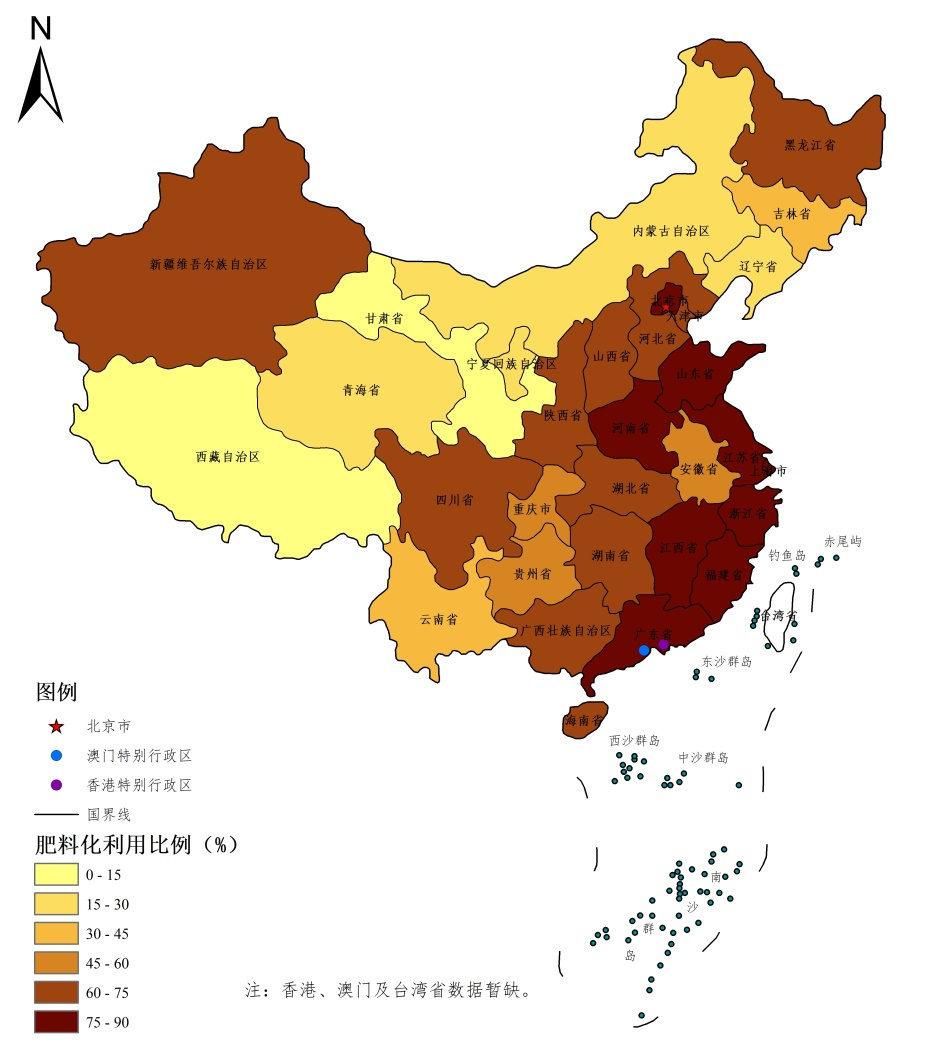 N
黑龙江省
吉林省
内蒙古自治区
辽宁省
新疆维吾尔族自治区
北京市
天津市
甘肃省
河北省
山西省
宁夏回族自治区
山东省
青海省
陕西省
河南省
西藏自治区
江苏省
安徽省
上海市
湖北省
四川省
重庆市
浙江省
江西省
湖南省
赤尾屿
钓鱼岛
贵州省
福建省
台湾省
云南省
广西壮族自治区
广东省
东沙群岛
海南省
西沙群岛
中沙群岛
南
沙
群
岛
图例
北京市
澳门特别行政区
香港特别行政区
国界线
肥料化利用比例（%）
0 - 15
15 - 30
30 - 45
45 - 60
60 - 75
75 - 90
注：香港、澳门及台湾省数据暂缺。